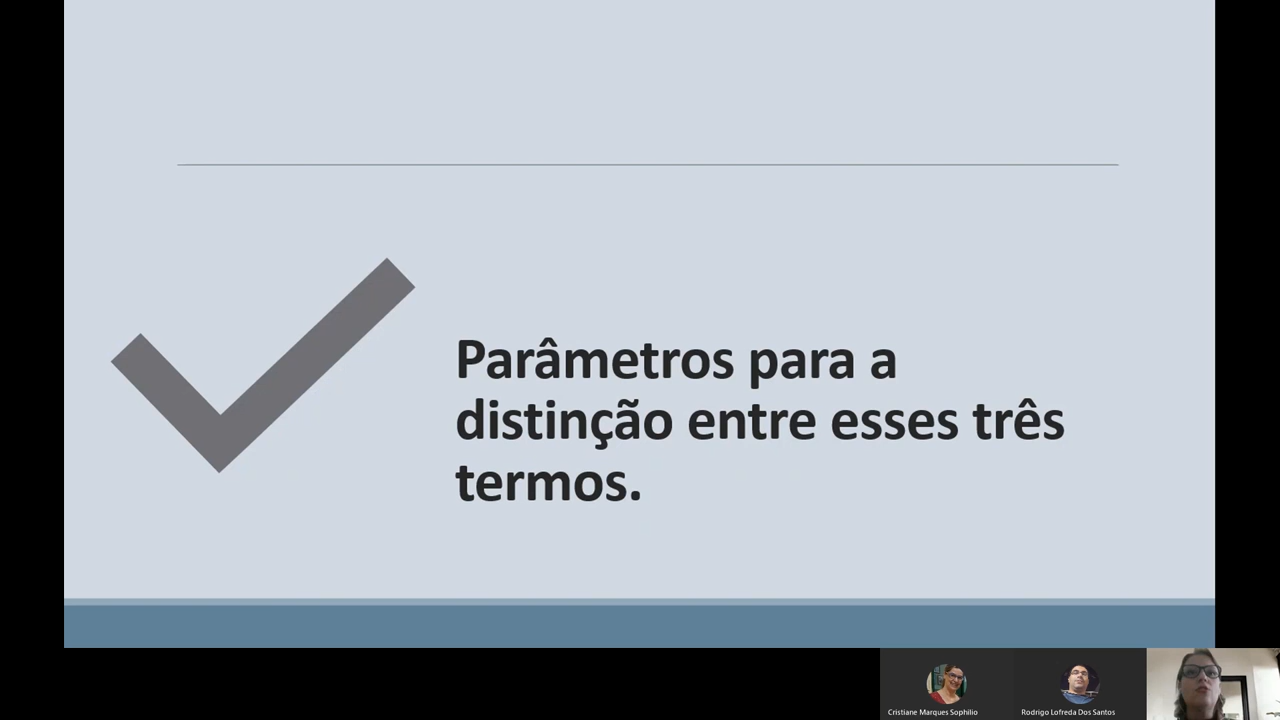 Parâmetros para a
distinção entre esses três
termos.
Cristiane Marques Sophilio
Rodrigo Lofreda Dos Santos